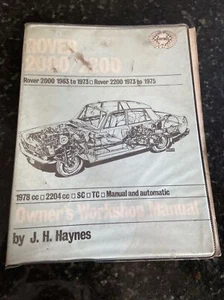 ROVER
2000/2200
Rover 2000 1963 to 1973 □ Rover 2200 1973 to 1975
1978 cc □ 2204 cc □ SC □ TC □ Manual and automatic
Owner's Workshop Manual
by J. H. Haynes